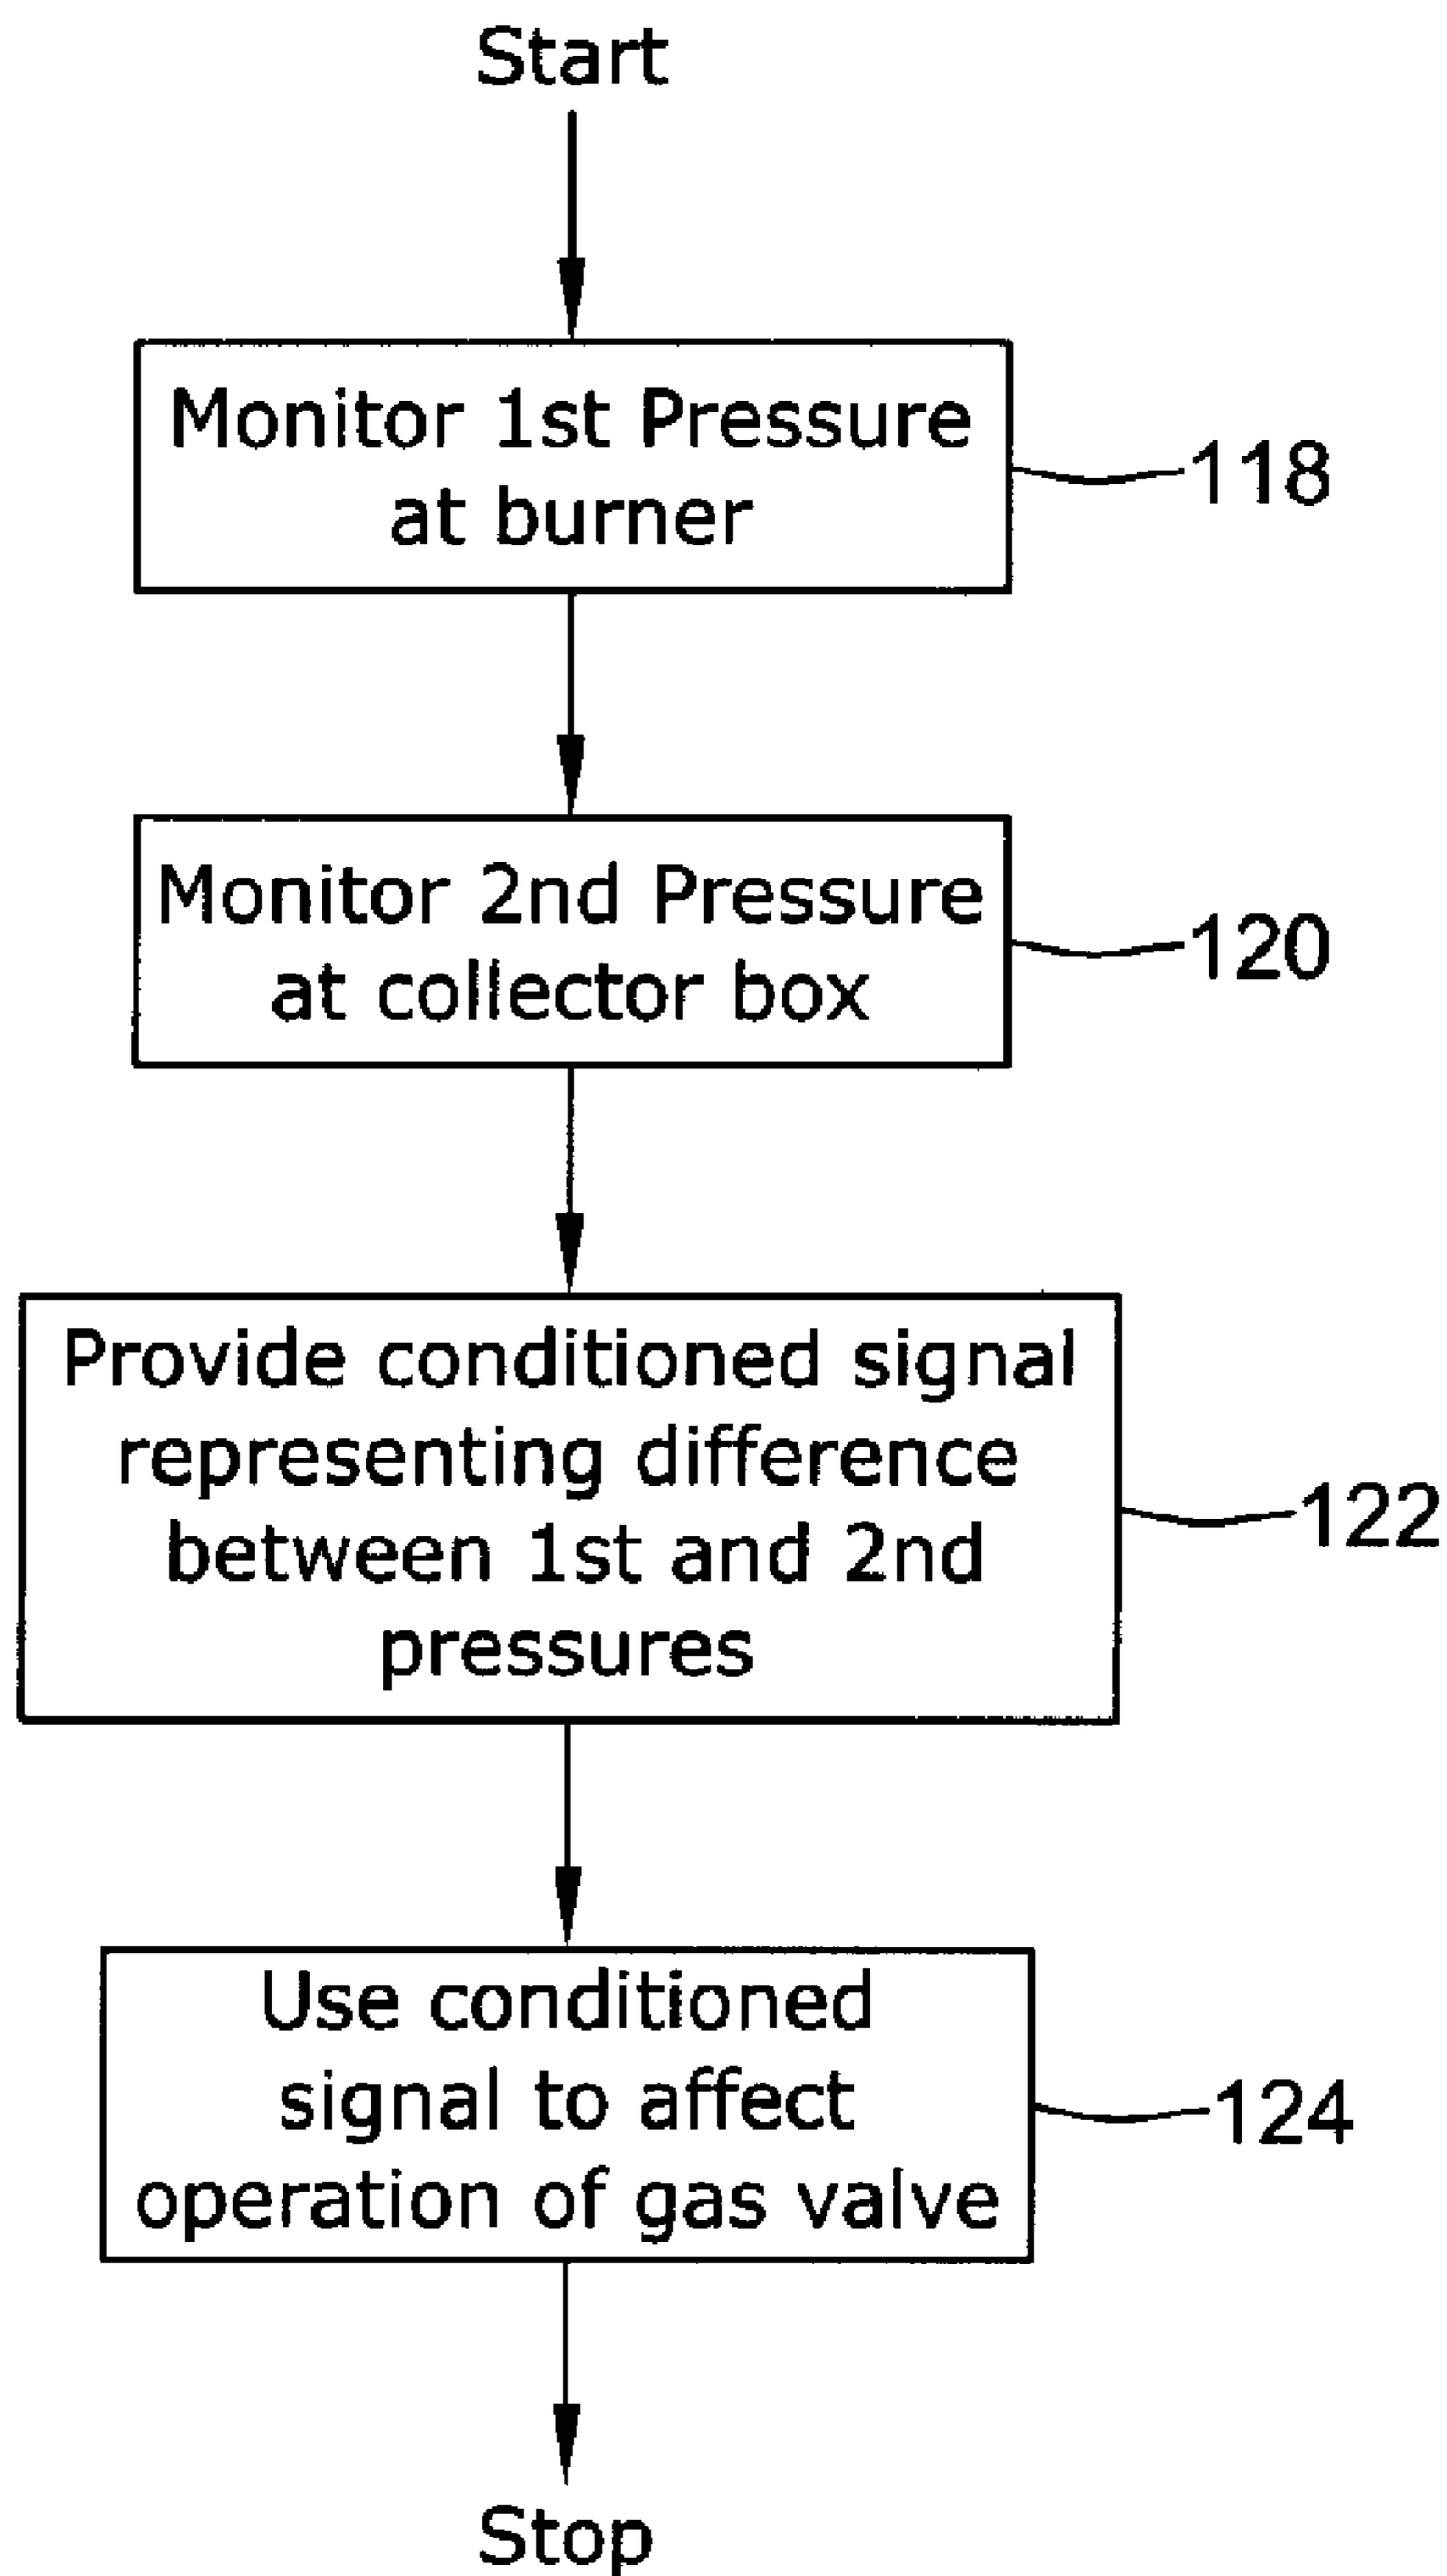 Start
Monitor 1st Pressure
at burner
118
Monitor 2nd Pressure
at collector box
120
Provide conditioned signal
representing difference
between 1st and 2nd
pressures
122
Use conditioned
signal to affect
operation of gas valve
124
Stop